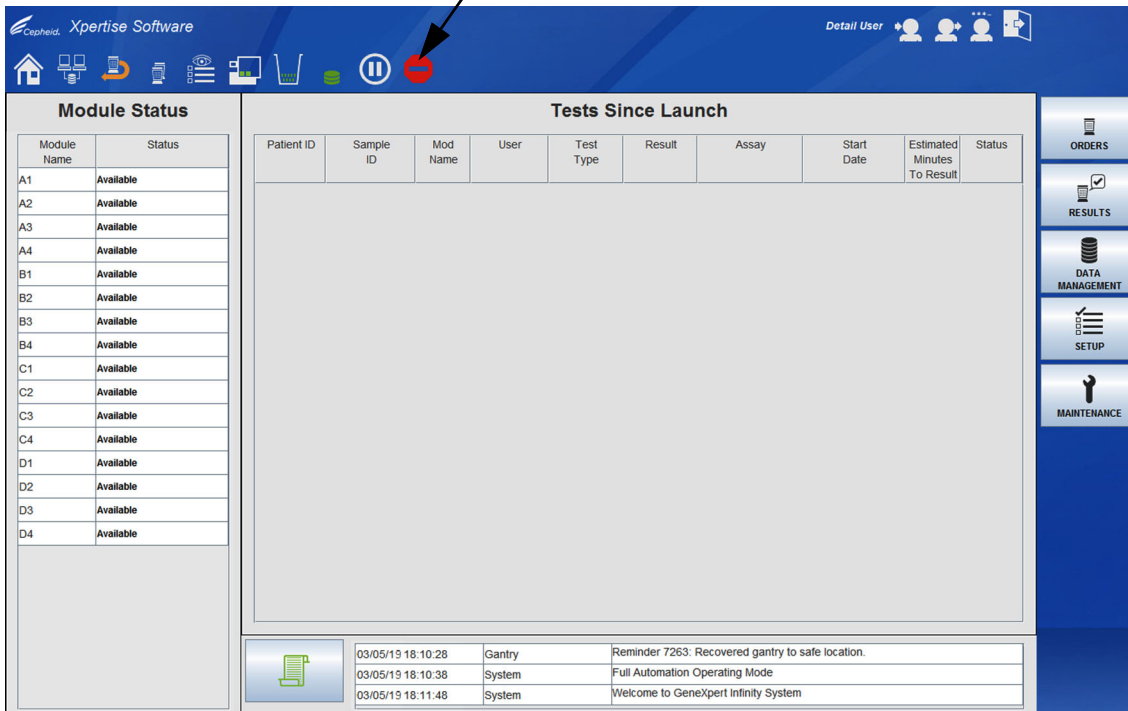 Cepheid. Xpertise Software
Detail User
Module Status
Tests Since Launch
Module Name Status
Patient ID Sample ID Mod Name User Test Type Result Assay Start Date Estimated Minutes To Result Status
A1 Available
A2 Available
A3 Available
A4 Available
B1 Available
B2 Available
B3 Available
B4 Available
C1 Available
C2 Available
C3 Available
C4 Available
D1 Available
D2 Available
D3 Available
D4 Available
ORDERS
RESULTS
DATA
MANAGEMENT
SETUP
MAINTENANCE
03/05/19 18:10:28 Gantry Reminder 7263: Recovered gantry to safe location.
03/05/19 18:10:38 System Full Automation Operating Mode
03/05/19 18:11:48 System Welcome to GeneXpert Infinity System